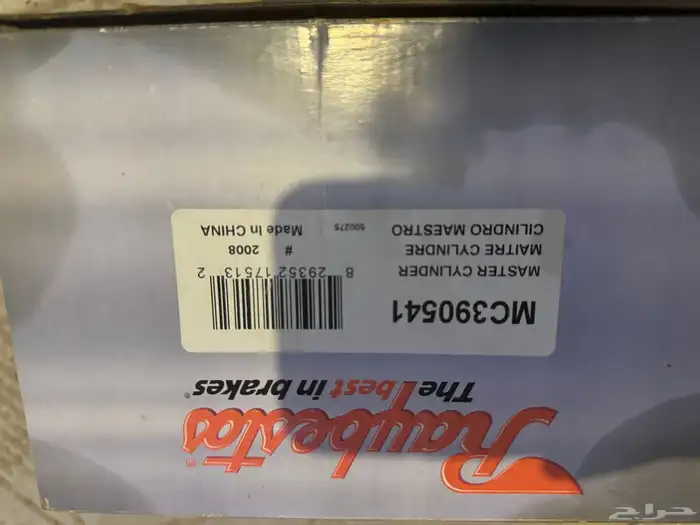 Raybestos®
The best in brakes®
MC390541
8 29352 17513 2
MASTER CYLINDER
MAITRE CYLINDRE
# 2008
CILINDRO MAESTRO
500275
Made In CHINA
حراج